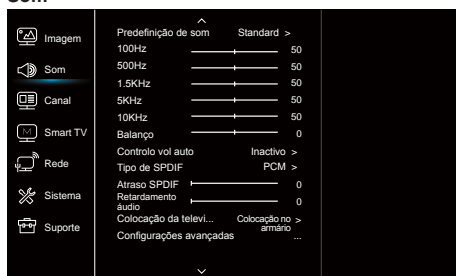 Som
Imagem
Som
Canal
Smart TV
Rede
Sistema
Suporte
Predefinição de som Standard >
100Hz 50
500Hz 50
1.5KHz 50
5KHz 50
10KHz 50
Balanço 0
Controlo vol auto Inactivo >
Tipo de SPDIF PCM >
Atraso SPDIF 0
Retardamento
áudio 0
Colocação da televi... Colocação no >
armário
Configurações avançadas ...